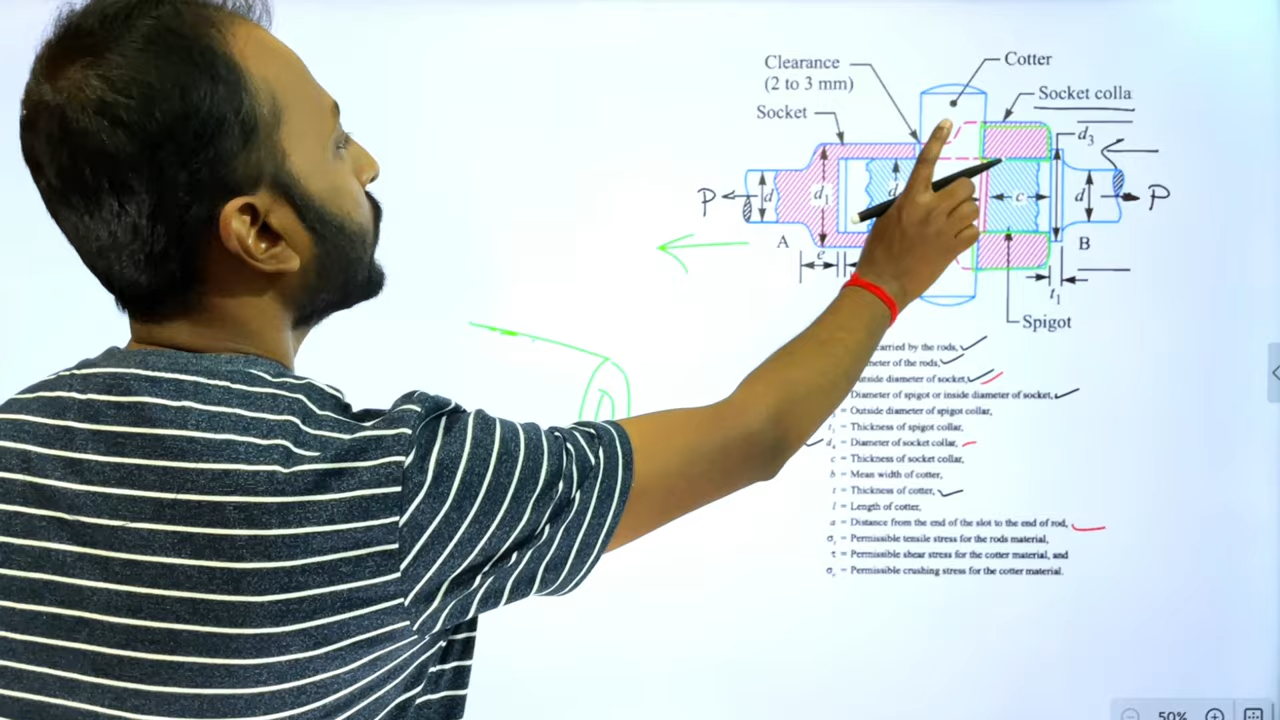 Clearance
(2 to 3 mm)
Cotter
Socket colla
Socket
d3
P
d
d1
d
c
d
P
A
e
B
t1
Spigot
arried by the rods,
meter of the rods,
utside diameter of socket,
Diameter of spigot or inside diameter of socket,
= Outside diameter of spigot collar,
t1 = Thickness of spigot collar,
d4 = Diameter of socket collar,
c = Thickness of socket collar,
b = Mean width of cotter,
t = Thickness of cotter,
l = Length of cotter,
a = Distance from the end of the slot to the end of rod,
σt = Permissible tensile stress for the rods material,
τ = Permissible shear stress for the cotter material, and
σc = Permissible crushing stress for the cotter material.
50%